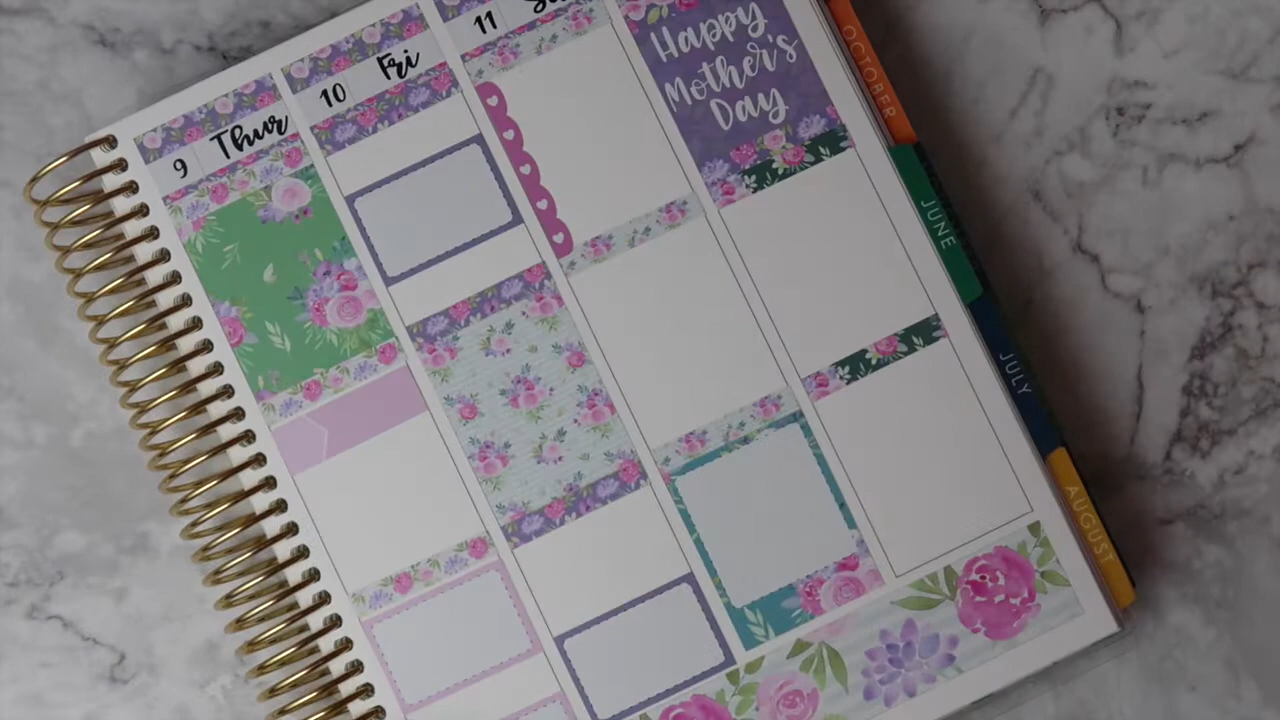 9 Thur
10 Fri
11
Happy
Mother's
Day
OCTOBER
JUNE
JULY
AUGUST